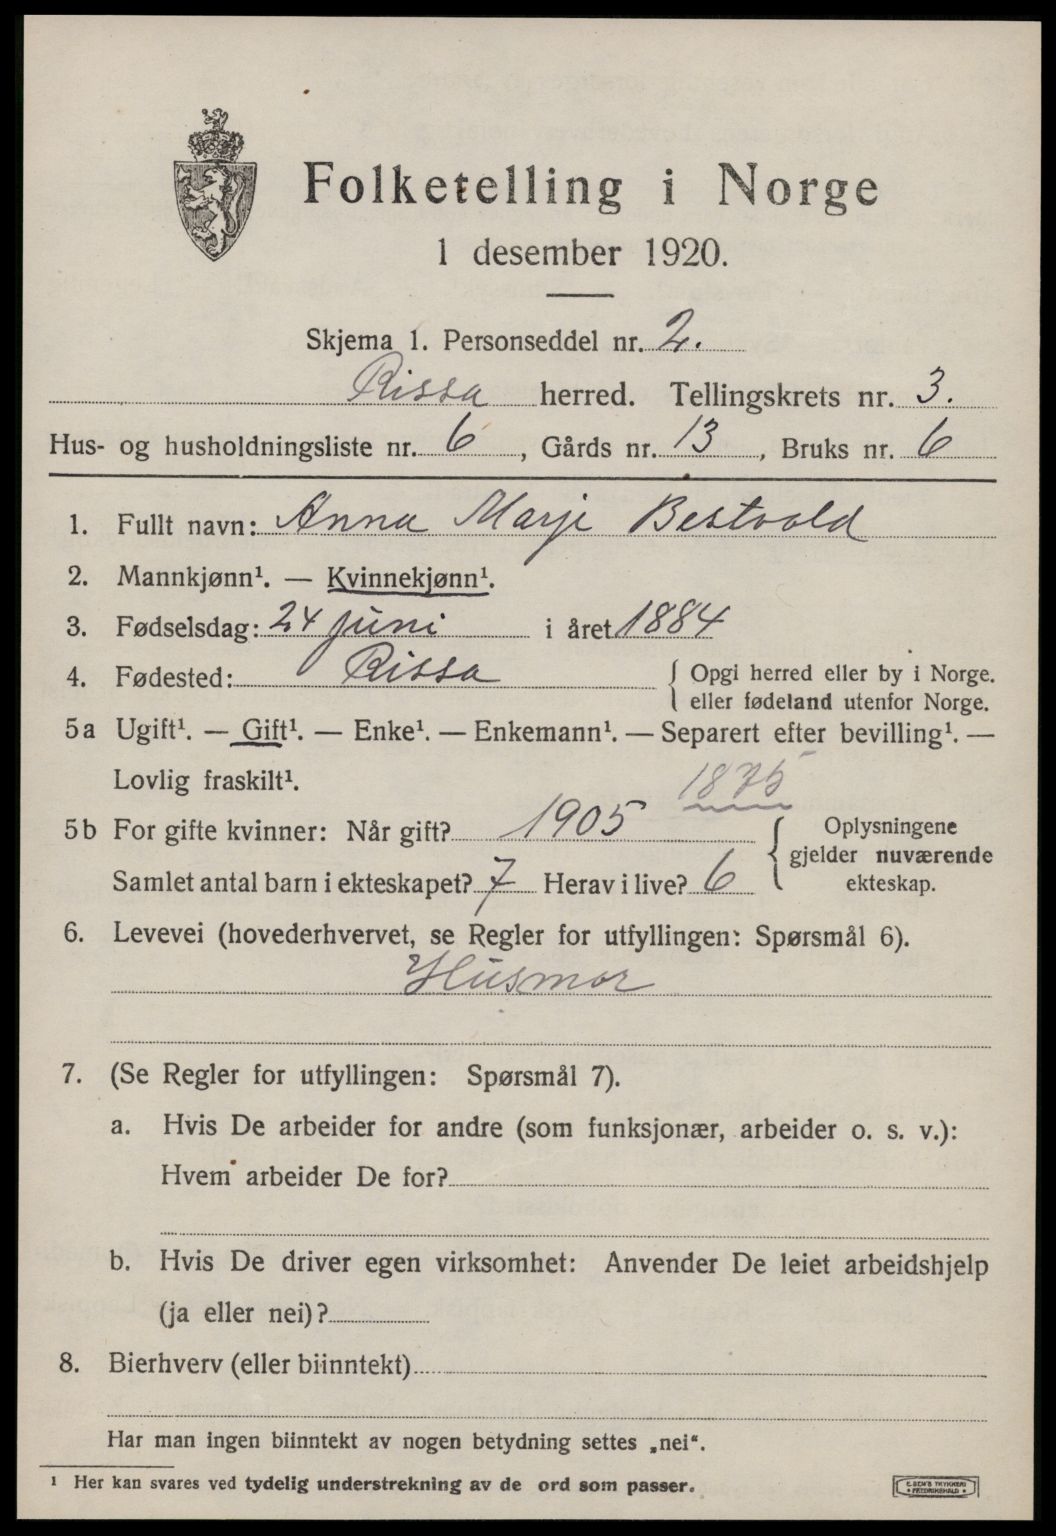 Folketelling i Norge
1 desember 1920.
Skjema 1. Personseddel nr. 2.
Rissa herred. Tellingskrets nr. 3.
Hus- og husholdningsliste nr. 6, Gårds nr. 13, Bruks nr. 6
1. Fullt navn: Anna Marje Bestvold
2. Mannkjønn¹. — Kvinnekjønn¹.
3. Fødselsdag: 24 juni i året 1884
4. Fødested: Rissa { Opgi herred eller by i Norge.
eller fødeland utenfor Norge.
5a Ugift¹. — Gift¹. — Enke¹. — Enkemann¹. — Separert efter bevilling¹. —
Lovlig fraskilt¹. 1875
5b For gifte kvinner: Når gift? 1905 { Oplysningene
gjelder nuværende
Samlet antal barn i ekteskapet? 7 Herav i live? 6 ekteskap.
6. Levevei (hovederhvervet, se Regler for utfyllingen: Spørsmål 6).
Husmor
7. (Se Regler for utfyllingen: Spørsmål 7).
a. Hvis De arbeider for andre (som funksjonær, arbeider o. s. v.):
Hvem arbeider De for?
b. Hvis De driver egen virksomhet: Anvender De leiet arbeidshjelp
(ja eller nei)?
8. Bierhverv (eller biinntekt)
Har man ingen biinntekt av nogen betydning settes „nei“.
¹ Her kan svares ved tydelig understrekning av de ord som passer.